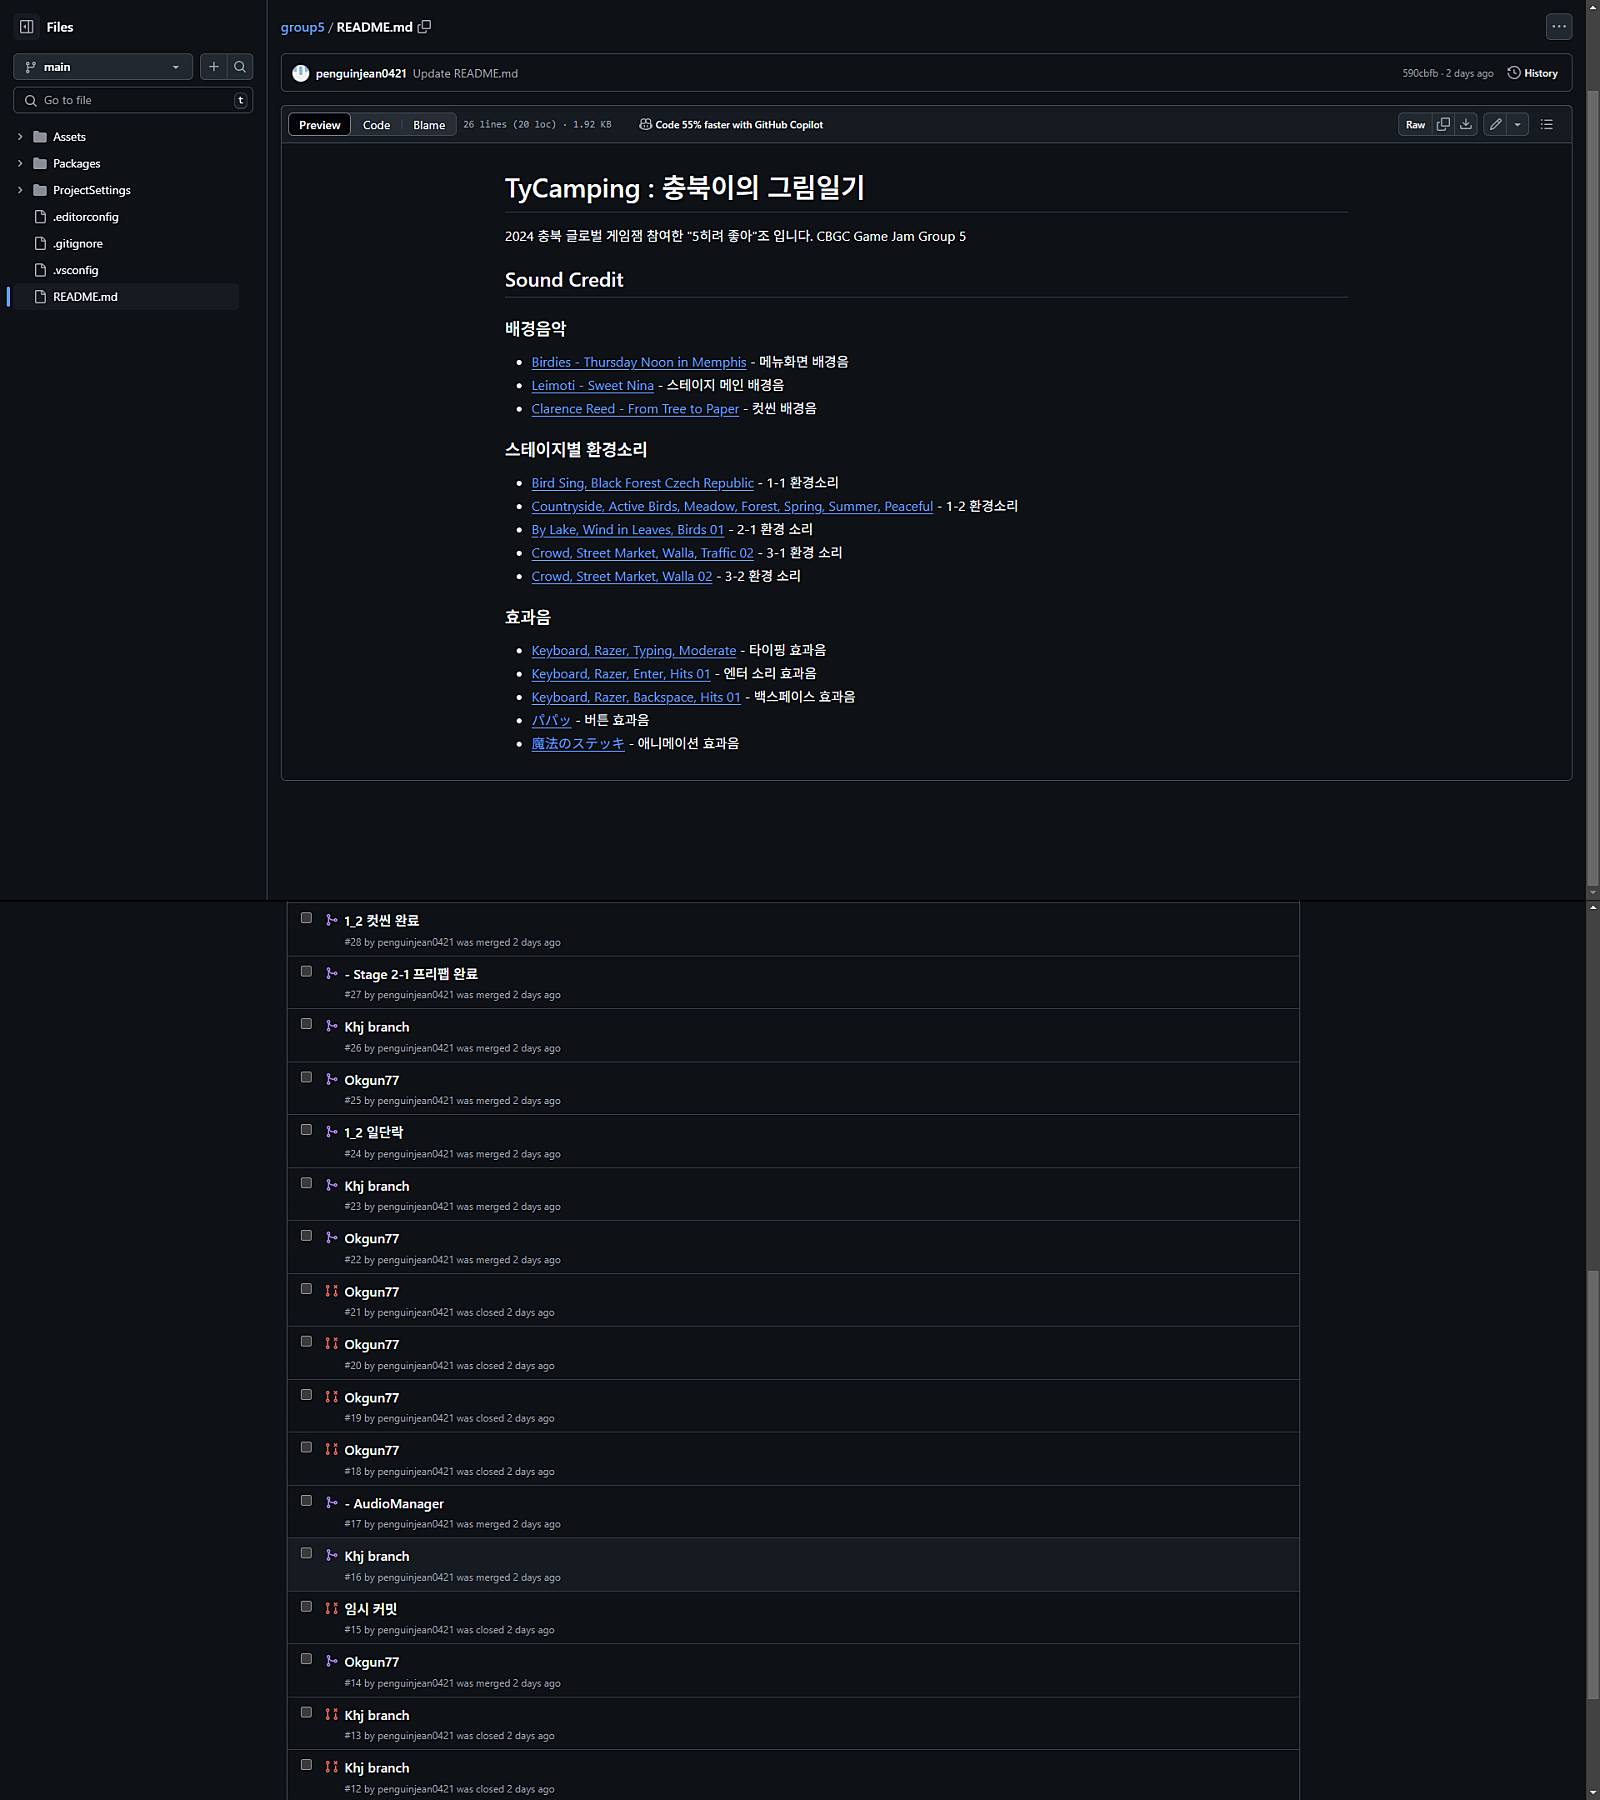 Files
main
Go to file
t
Assets
Packages
ProjectSettings
.editorconfig
.gitignore
.vsconfig
README.md
group5 / README.md
penguinjean0421 Update README.md
590cbfb · 2 days ago
History
Preview
Code
Blame
26 lines (20 loc) · 1.92 KB
Code 55% faster with GitHub Copilot
Raw
TyCamping : 충북이의 그림일기
2024 충북 글로벌 게임잼 참여한 "5히려 좋아"조 입니다. CBGC Game Jam Group 5
Sound Credit
배경음악
Birdies - Thursday Noon in Memphis - 메뉴화면 배경음
Leimoti - Sweet Nina - 스테이지 메인 배경음
Clarence Reed - From Tree to Paper - 컷씬 배경음
스테이지별 환경소리
Bird Sing, Black Forest Czech Republic - 1-1 환경소리
Countryside, Active Birds, Meadow, Forest, Spring, Summer, Peaceful - 1-2 환경소리
By Lake, Wind in Leaves, Birds 01 - 2-1 환경 소리
Crowd, Street Market, Walla, Traffic 02 - 3-1 환경 소리
Crowd, Street Market, Walla 02 - 3-2 환경 소리
효과음
Keyboard, Razer, Typing, Moderate - 타이핑 효과음
Keyboard, Razer, Enter, Hits 01 - 엔터 소리 효과음
Keyboard, Razer, Backspace, Hits 01 - 백스페이스 효과음
パパッ - 버튼 효과음
魔法のステッキ - 애니메이션 효과음
1_2 컷씬 완료
#28 by penguinjean0421 was merged 2 days ago
- Stage 2-1 프리팹 완료
#27 by penguinjean0421 was merged 2 days ago
Khj branch
#26 by penguinjean0421 was merged 2 days ago
Okgun77
#25 by penguinjean0421 was merged 2 days ago
1_2 일단락
#24 by penguinjean0421 was merged 2 days ago
Khj branch
#23 by penguinjean0421 was merged 2 days ago
Okgun77
#22 by penguinjean0421 was merged 2 days ago
Okgun77
#21 by penguinjean0421 was closed 2 days ago
Okgun77
#20 by penguinjean0421 was closed 2 days ago
Okgun77
#19 by penguinjean0421 was closed 2 days ago
Okgun77
#18 by penguinjean0421 was closed 2 days ago
- AudioManager
#17 by penguinjean0421 was merged 2 days ago
Khj branch
#16 by penguinjean0421 was merged 2 days ago
임시 커밋
#15 by penguinjean0421 was closed 2 days ago
Okgun77
#14 by penguinjean0421 was merged 2 days ago
Khj branch
#13 by penguinjean0421 was closed 2 days ago
Khj branch
#12 by penguinjean0421 was closed 2 days ago